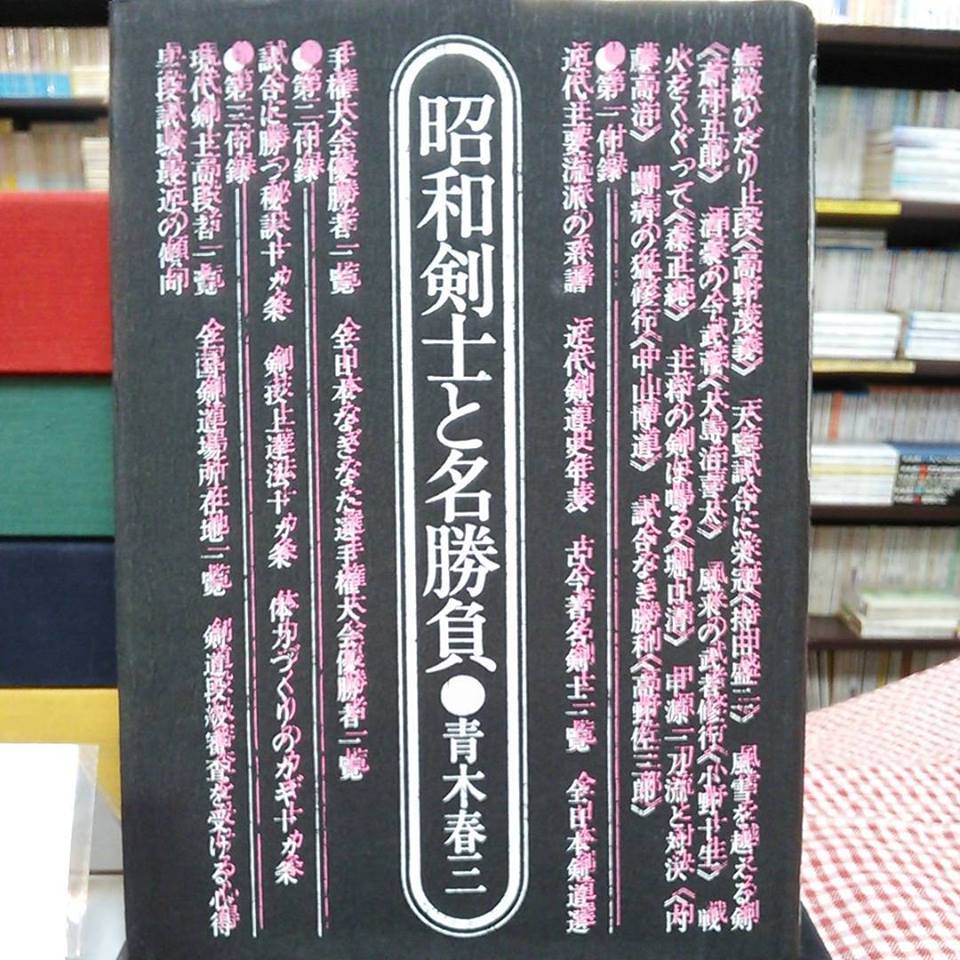 無敵ひだり上段〈高野茂義〉 天覧試合に栄冠〈持田盛二〉 風雪を越える剣
〈斎村五郎〉 酒豪の今武蔵〈大島治喜太〉 風来の武者修行〈小野十生〉 戦
火をくぐって〈森正純〉 主将の剣は鳴る〈堀口清〉 甲源一刀流と対決〈内
藤高治〉 闘病の猛修行〈中山博道〉 試合なき勝利〈高野佐三郎〉
●第一付録
近代主要流派の系譜 近代剣道史年表 古今著名剣士一覧 全日本剣道選
昭和剣士と名勝負●青木春三
手権大会優勝者一覧 全日本なぎなた選手権大会優勝者一覧
●第二付録
試合に勝つ秘訣十カ条 剣技上達法十カ条 体力づくりのカギ十カ条
●第三付録
現代剣士高段者一覧 全国剣道場所在地一覧 剣道段級審査を受ける心得
昇段試験最近の傾向